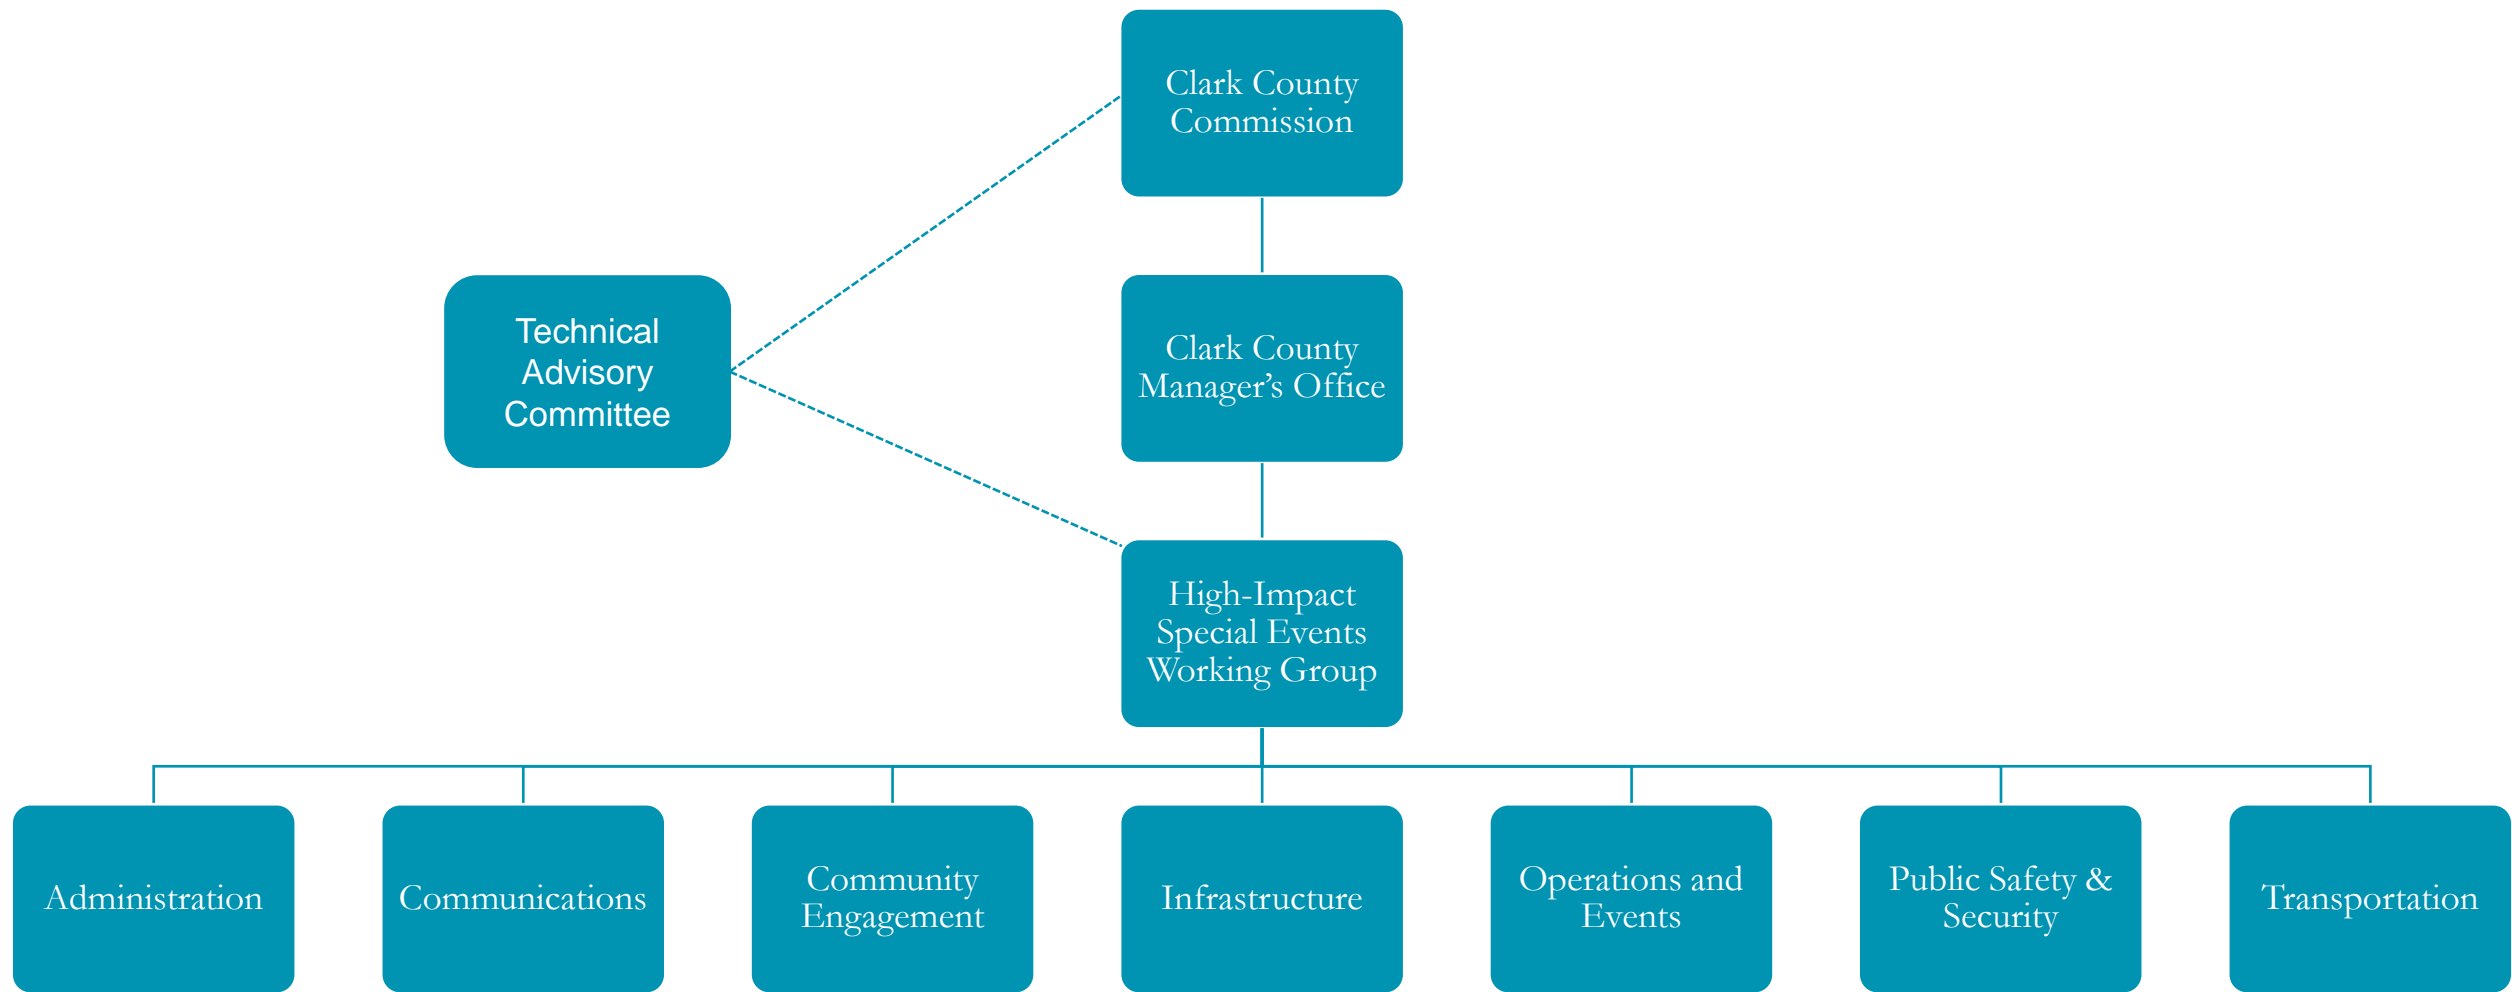 Clark County
Commission
Technical
Advisory
Committee
Clark County
Manager’s Office
High-Impact
Special Events
Working Group
Administration
Communications
Community
Engagement
Infrastructure
Operations and
Events
Public Safety &
Security
Transportation